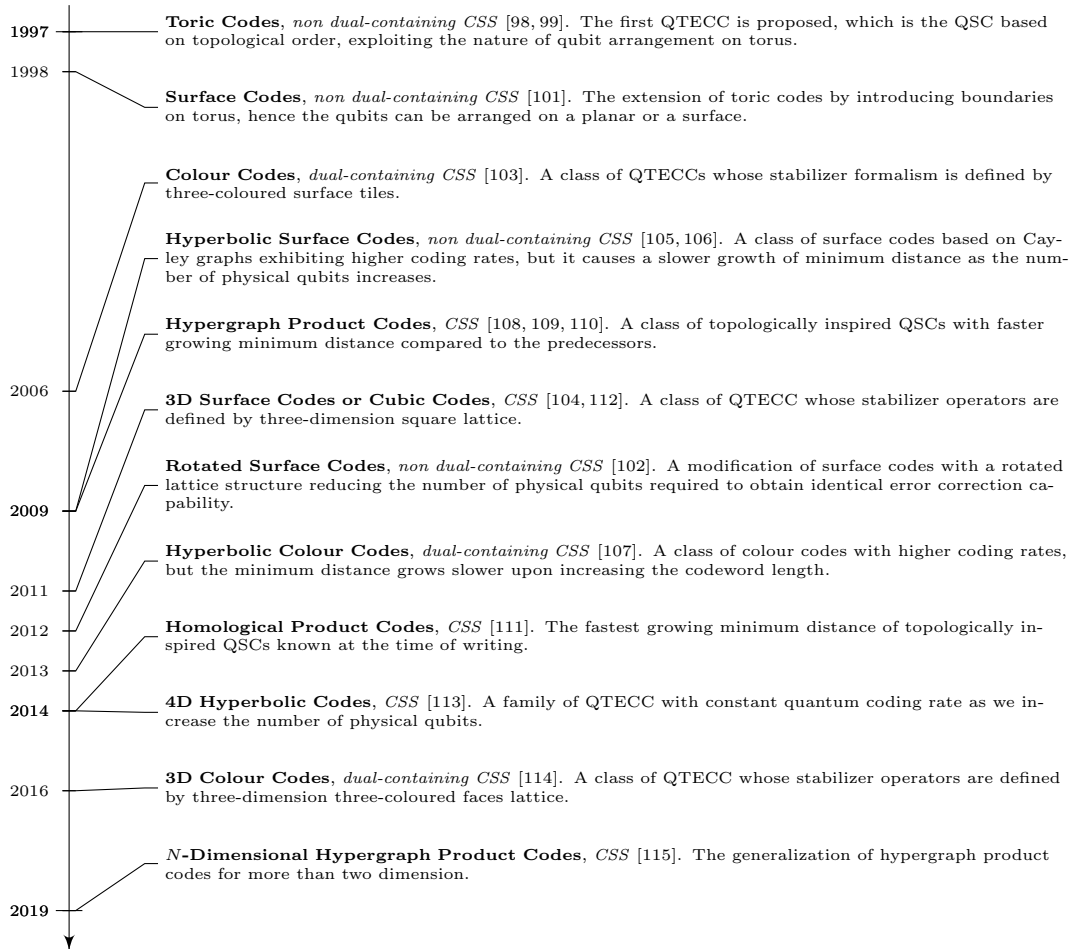 1997
Toric Codes, non dual-containing CSS [98, 99]. The first QTECC is proposed, which is the QSC based
on topological order, exploiting the nature of qubit arrangement on torus.
1998
Surface Codes, non dual-containing CSS [101]. The extension of toric codes by introducing boundaries
on torus, hence the qubits can be arranged on a planar or a surface.
Colour Codes, dual-containing CSS [103]. A class of QTECCs whose stabilizer formalism is defined by
three-coloured surface tiles.
Hyperbolic Surface Codes, non dual-containing CSS [105, 106]. A class of surface codes based on Cay-
ley graphs exhibiting higher coding rates, but it causes a slower growth of minimum distance as the num-
ber of physical qubits increases.
Hypergraph Product Codes, CSS [108, 109, 110]. A class of topologically inspired QSCs with faster
growing minimum distance compared to the predecessors.
2006
3D Surface Codes or Cubic Codes, CSS [104, 112]. A class of QTECC whose stabilizer operators are
defined by three-dimension square lattice.
Rotated Surface Codes, non dual-containing CSS [102]. A modification of surface codes with a rotated
lattice structure reducing the number of physical qubits required to obtain identical error correction ca-
pability.
2009
Hyperbolic Colour Codes, dual-containing CSS [107]. A class of colour codes with higher coding rates,
but the minimum distance grows slower upon increasing the codeword length.
2011
2012
Homological Product Codes, CSS [111]. The fastest growing minimum distance of topologically in-
spired QSCs known at the time of writing.
2013
2014
4D Hyperbolic Codes, CSS [113]. A family of QTECC with constant quantum coding rate as we in-
crease the number of physical qubits.
2016
3D Colour Codes, dual-containing CSS [114]. A class of QTECC whose stabilizer operators are defined
by three-dimension three-coloured faces lattice.
N-Dimensional Hypergraph Product Codes, CSS [115]. The generalization of hypergraph product
codes for more than two dimension.
2019